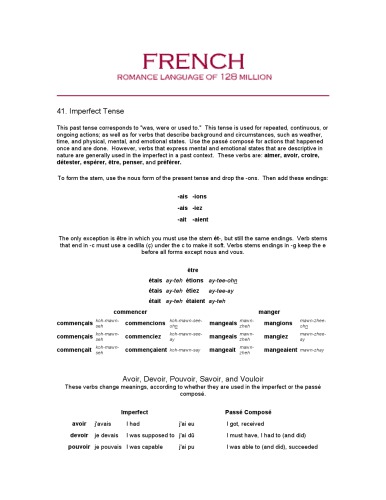 FRENCH
ROMANCE LANGUAGE OF 128 MILLION
41. Imperfect Tense
This past tense corresponds to "was, were or used to." This tense is used for repeated, continuous, or
ongoing actions; as well as for verbs that describe background and circumstances, such as weather,
time, and physical, mental, and emotional states. Use the passé composé for actions that happened
once and are done. However, verbs that express mental and emotional states that are descriptive in
nature are generally used in the imperfect in a past context. These verbs are: aimer, avoir, croire,
détester, espérer, être, penser, and préférer.
To form the stem, use the nous form of the present tense and drop the -ons. Then add these endings:
-ais -ions
-ais -iez
-ait -aient
The only exception is être in which you must use the stem ét-, but still the same endings. Verb stems
that end in -c must use a cedilla (ç) under the c to make it soft. Verbs stems endings in -g keep the e
before all forms except nous and vous.
être
étais ay-teh étions ay-tee-ohn
étais ay-teh étiez ay-tee-ay
était ay-teh étaient ay-teh
commencer manger
commençais koh-mawn-seh commencions koh-mawn-see-ohn mangeais mawn-zheh mangions mawn-zhee-ohn
commençais koh-mawn-seh commenciez koh-mawn-see-ay mangeais mawn-zheh mangiez mawn-zhee-ay
commençait koh-mawn-seh commençaient koh-mawn-say mangeait mawn-zheh mangeaient mawn-zhay
Avoir, Devoir, Pouvoir, Savoir, and Vouloir
These verbs change meanings, according to whether they are used in the imperfect or the passé
composé.
Imperfect Passé Composé
avoir j'avais I had j'ai eu I got, received
devoir je devais I was supposed to j'ai dû I must have, I had to (and did)
pouvoir je pouvais I was capable j'ai pu I was able to (and did), succeeded